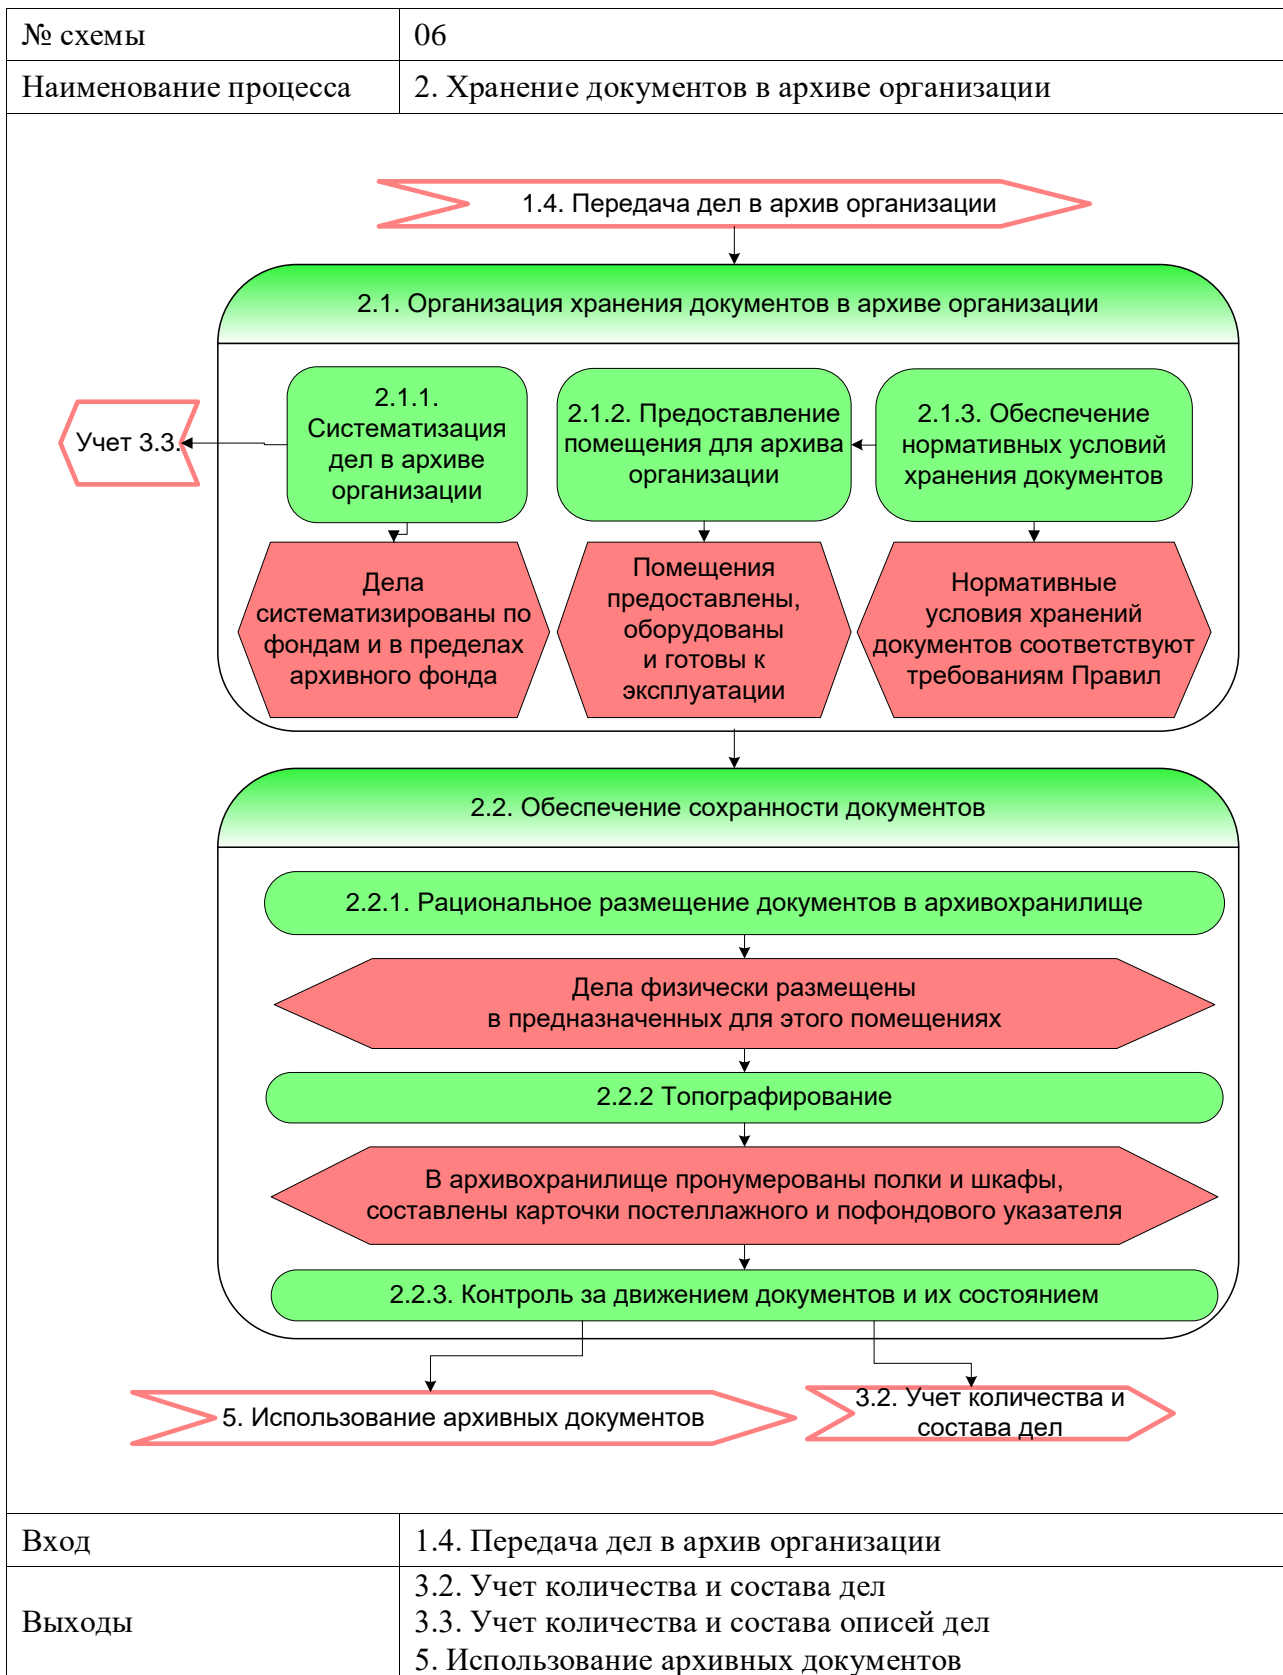 № схемы
06
Наименование процесса
2. Хранение документов в архиве организации
1.4. Передача дел в архив организации
2.1. Организация хранения документов в архиве организации
Учет 3.3.
2.1.1.
Систематизация
дел в архиве
организации
2.1.2. Предоставление
помещения для архива
организации
2.1.3. Обеспечение
нормативных условий
хранения документов
Дела
систематизированы по
фондам и в пределах
архивного фонда
Помещения
предоставлены,
оборудованы
и готовы к
эксплуатации
Нормативные
условия хранений
документов соответствуют
требованиям Правил
2.2. Обеспечение сохранности документов
2.2.1. Рациональное размещение документов в архивохранилище
Дела физически размещены
в предназначенных для этого помещениях
2.2.2 Топографирование
В архивохранилище пронумерованы полки и шкафы,
составлены карточки постеллажного и пофондового указателя
2.2.3. Контроль за движением документов и их состоянием
5. Использование архивных документов
3.2. Учет количества и
состава дел
Вход
1.4. Передача дел в архив организации
Выходы
3.2. Учет количества и состава дел
3.3. Учет количества и состава описей дел
5. Использование архивных документов